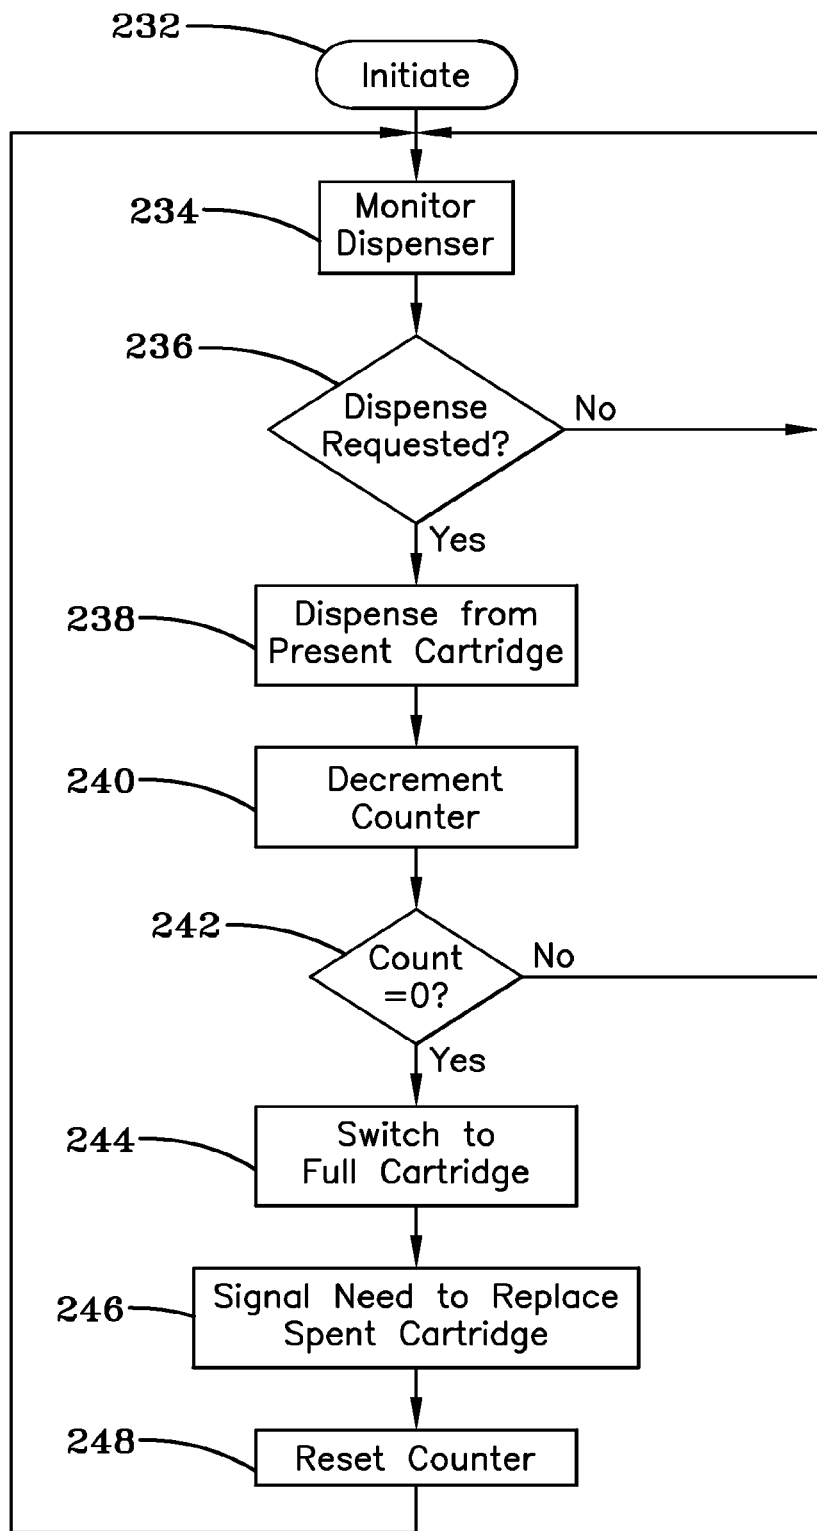 232
Initiate
234
Monitor
Dispenser
236
Dispense
Requested?
No
Yes
238
Dispense from
Present Cartridge
240
Decrement
Counter
242
Count
=0?
No
Yes
244
Switch to
Full Cartridge
246
Signal Need to Replace
Spent Cartridge
248
Reset Counter